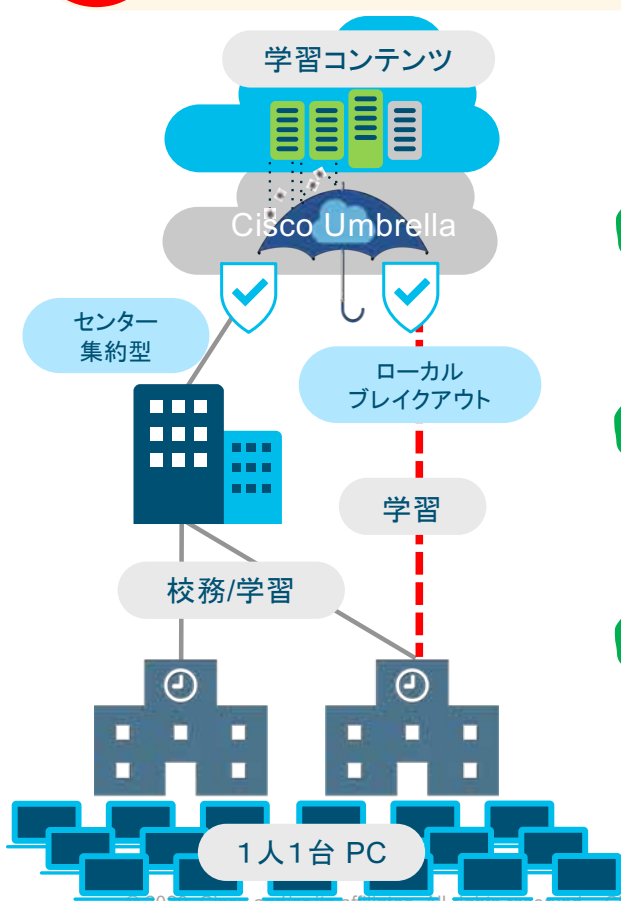 学習コンテンツ
Cisco Umbrella
センター
集約型
ローカル
ブレイクアウト
学習
校務/学習
1人1台 PC